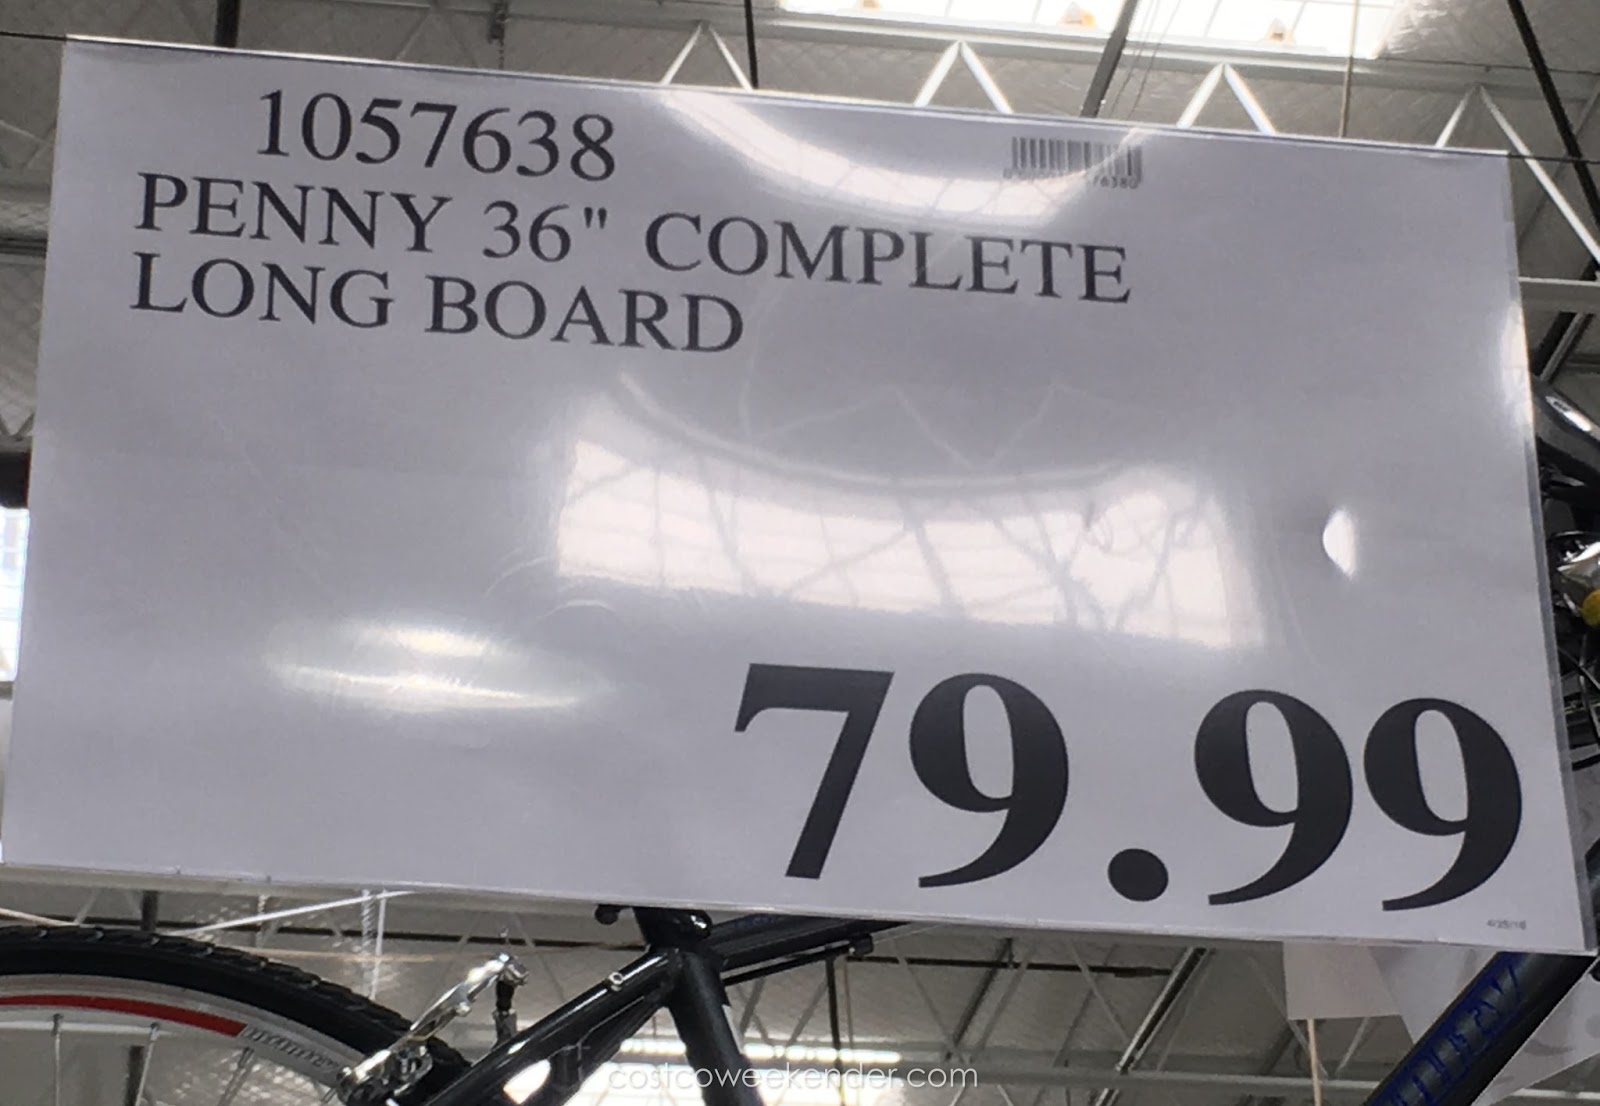 1057638
PENNY 36" COMPLETE
LONG BOARD
79.99
costcoweekender.com